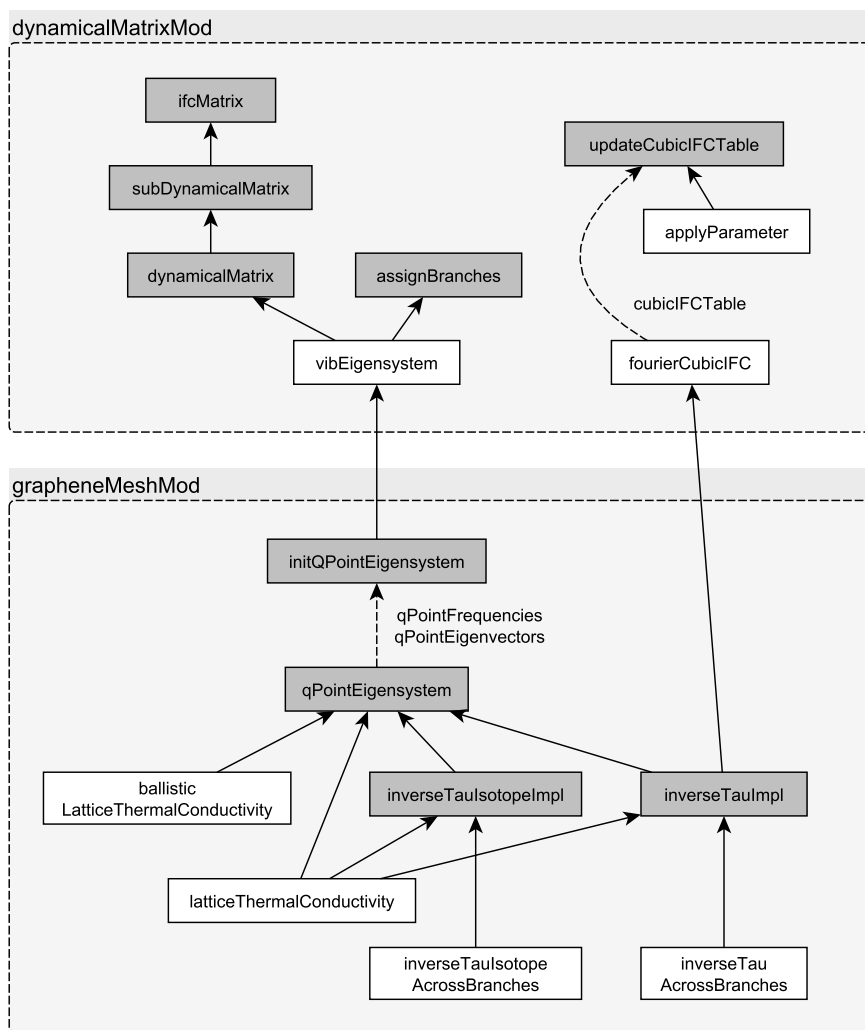 dynamicalMatrixMod
ifcMatrix
updateCubicIFCTable
subDynamicalMatrix
applyParameter
dynamicalMatrix
assignBranches
cubicIFCTable
vibEigensystem
fourierCubicIFC
grapheneMeshMod
initQPointEigensystem
qPointFrequencies
qPointEigenvectors
qPointEigensystem
ballistic
LatticeThermalConductivity
inverseTauIsotopeImpl
inverseTauImpl
latticeThermalConductivity
inverseTauIsotope
AcrossBranches
inverseTau
AcrossBranches